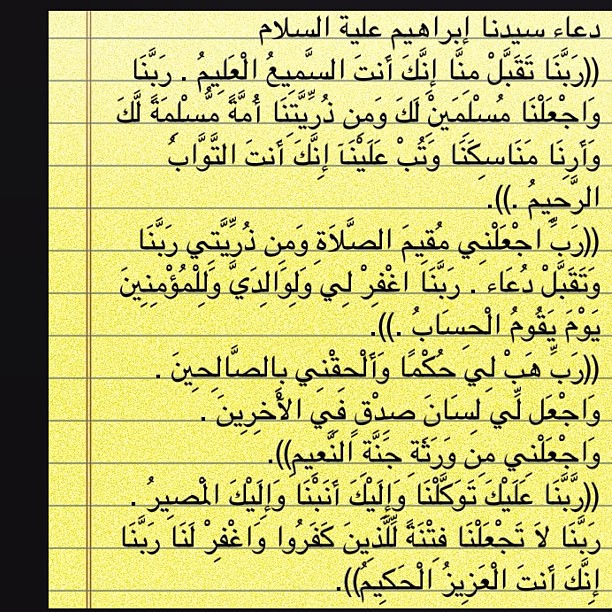 دعاء سيدنا إبراهيم علية السلام
((رَبَّنَا تَقَبَّلْ مِنَّا إِنَّكَ أَنتَ السَّمِيعُ الْعَلِيمُ . رَبَّنَا
وَاجْعَلْنَا مُسْلِمَيْنِ لَكَ وَمِن ذُرِّيَّتِنَا أُمَّةً مُّسْلِمَةً لَّكَ
وَأَرِنَا مَنَاسِكَنَا وَتُبْ عَلَيْنَآ إِنَّكَ أَنتَ التَّوَّابُ
الرَّحِيمُ .)).
((رَبِّ اجْعَلْنِي مُقِيمَ الصَّلاَةِ وَمِن ذُرِّيَّتِي رَبَّنَا
وَتَقَبَّلْ دُعَاء . رَبَّنَا اغْفِرْ لِي وَلِوَالِدَيَّ وَلِلْمُؤْمِنِينَ
يَوْمَ يَقُومُ الْحِسَابُ .)).
((رَبِّ هَبْ لِي حُكْمًا وَأَلْحِقْنِي بِالصَّالِحِينَ .
وَاجْعَل لِّي لِسَانَ صِدْقٍ فِي الأَخِرِينَ .
وَاجْعَلْنِي مِن وَرَثَةِ جَنَّةِ النَّعِيمِ)).
((رَّبَّنَا عَلَيْكَ تَوَكَّلْنَا وَإِلَيْكَ أَنَبْنَا وَإِلَيْكَ الْمَصِيرُ .
رَبَّنَا لاَ تَجْعَلْنَا فِتْنَةً لِّلَّذِينَ كَفَرُوا وَاغْفِرْ لَنَا رَبَّنَا
إِنَّكَ أَنتَ الْعَزِيزُ الْحَكِيمُ)).